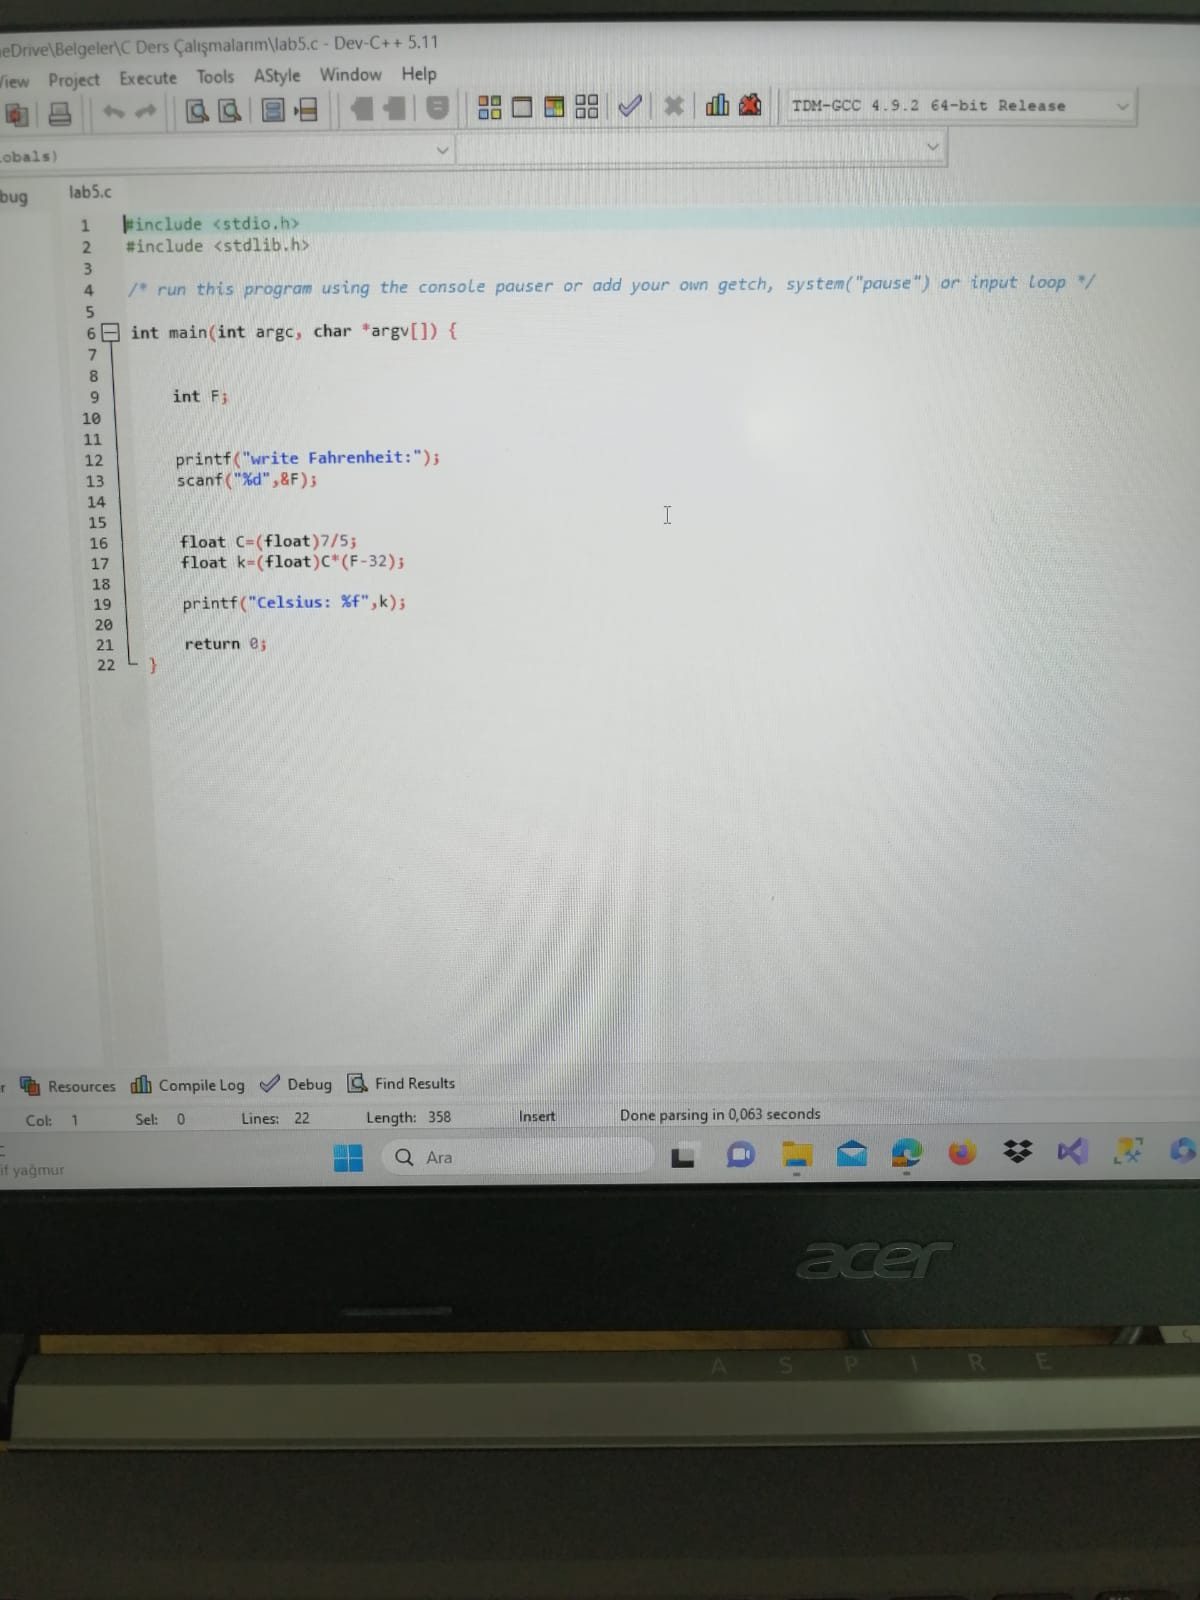 eDrive\Belgeler\C Ders Çalışmalarım\lab5.c - Dev-C++ 5.11
View Project Execute Tools AStyle Window Help
TDM-GCC 4.9.2 64-bit Release
obals)
bug lab5.c
1 #include <stdio.h>
2 #include <stdlib.h>
3
4 /* run this program using the console pauser or add your own getch, system("pause") or input loop */
5
6 int main(int argc, char *argv[]) {
7
8
9 int F;
10
11
12 printf("write Fahrenheit:");
13 scanf("%d",&F);
14
15
16 float C=(float)7/5;
17 float k=(float)C*(F-32);
18
19 printf("Celsius: %f",k);
20
21 return 0;
22 }
r Resources Compile Log Debug Find Results
Col: 1 Sel: 0 Lines: 22 Length: 358 Insert Done parsing in 0,063 seconds
if yağmur
Ara
acer
ASPIRE